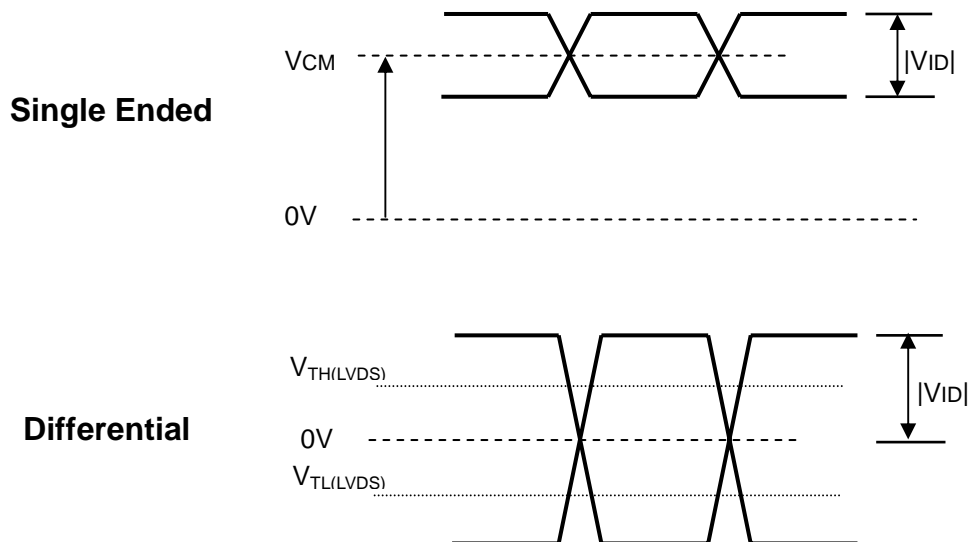 VCM
|VID|
Single Ended
0V
VTH(LVDS)
|VID|
Differential
0V
VTL(LVDS)